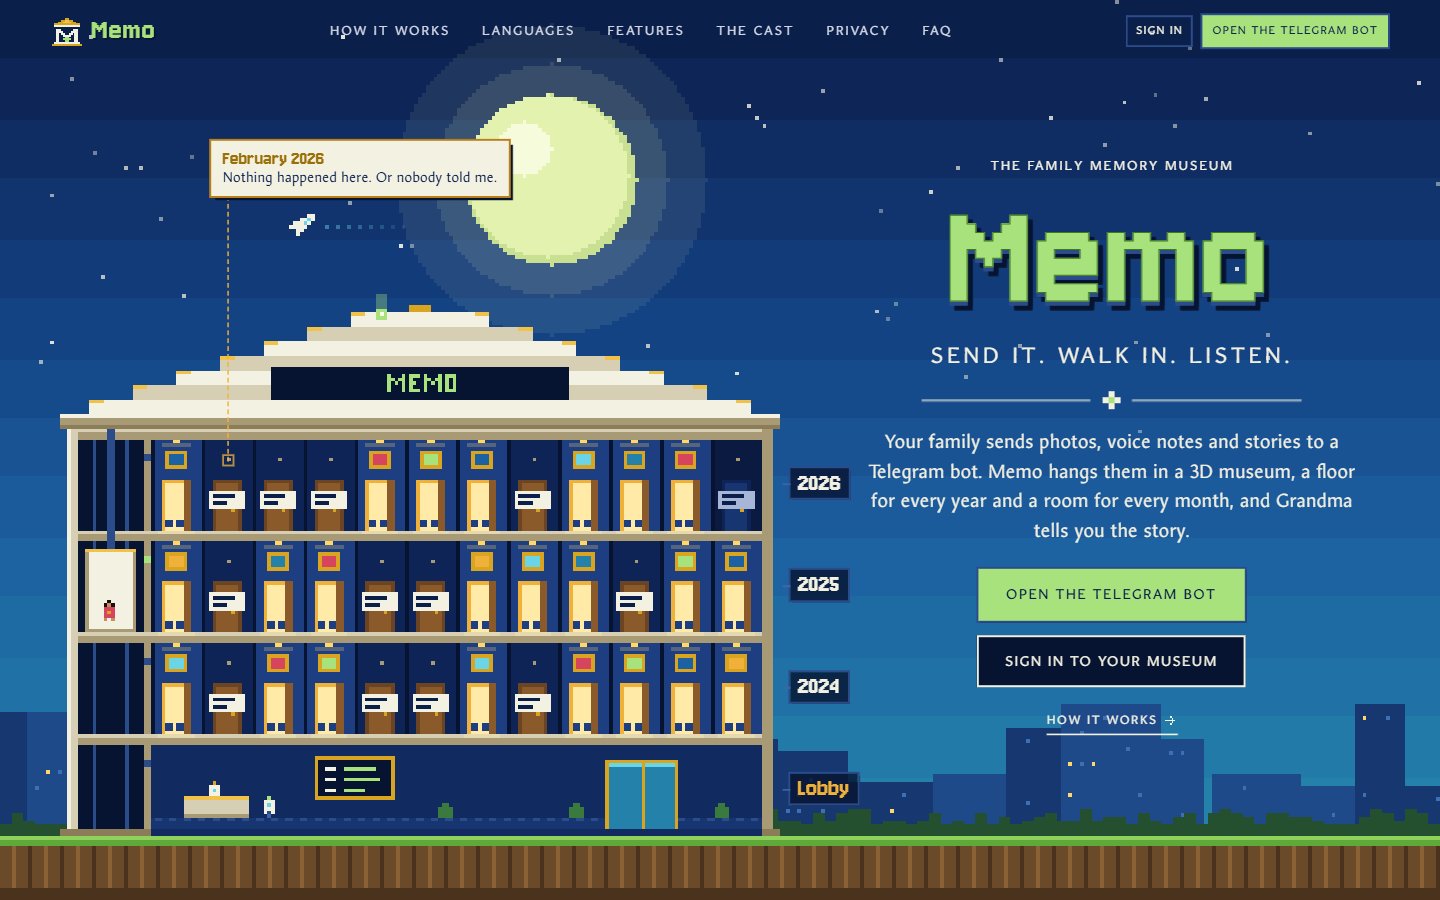 Memo
HOW IT WORKS
LANGUAGES
FEATURES
THE CAST
PRIVACY
FAQ
SIGN IN
OPEN THE TELEGRAM BOT
February 2026
Nothing happened here. Or nobody told me.
MEMO
2026
2025
2024
Lobby
THE FAMILY MEMORY MUSEUM
Memo
SEND IT. WALK IN. LISTEN.
Your family sends photos, voice notes and stories to a
Telegram bot. Memo hangs them in a 3D museum, a floor
for every year and a room for every month, and Grandma
tells you the story.
OPEN THE TELEGRAM BOT
SIGN IN TO YOUR MUSEUM
HOW IT WORKS →